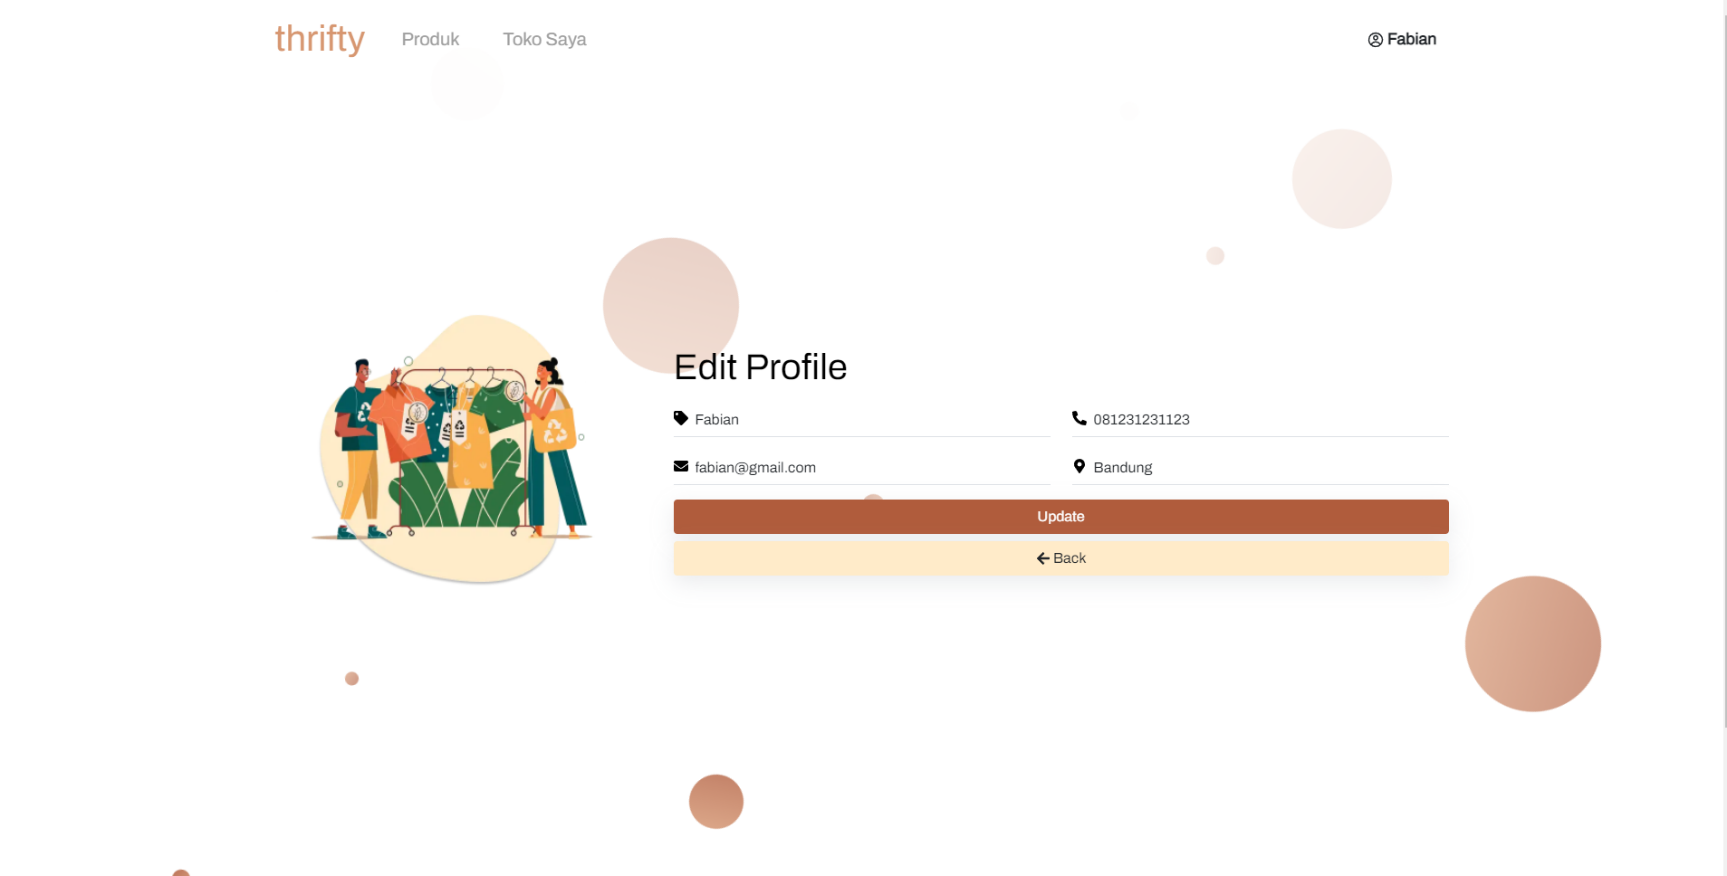 thrifty Produk Toko Saya Fabian
Edit Profile
Fabian 081231231123
fabian@gmail.com Bandung
Update
Back